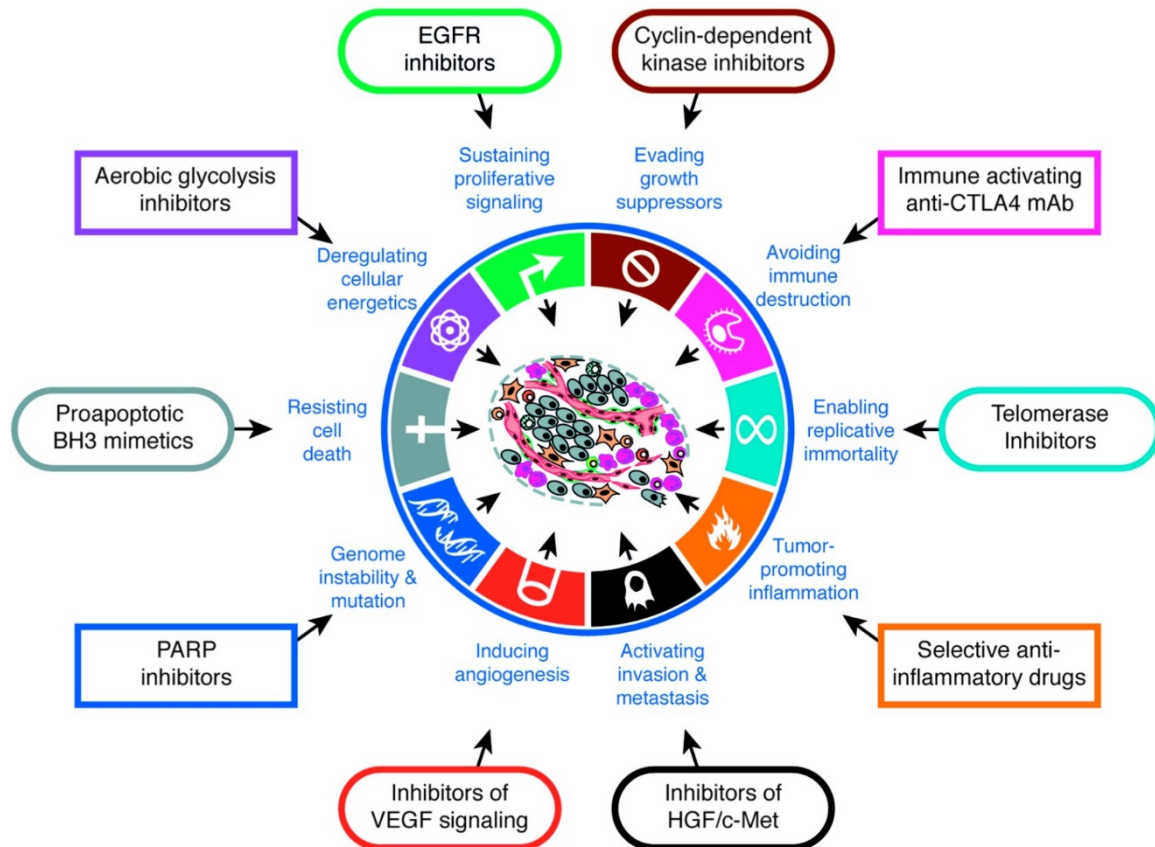 EGFR
inhibitors
Cyclin-dependent
kinase inhibitors
Sustaining
proliferative
signaling
Evading
growth
suppressors
Aerobic glycolysis
inhibitors
Immune activating
anti-CTLA4 mAb
Deregulating
cellular
energetics
Avoiding
immune
destruction
Proapoptotic
BH3 mimetics
Resisting
cell
death
Enabling
replicative
immortality
Telomerase
Inhibitors
Genome
instability &
mutation
Tumor-
promoting
inflammation
PARP
inhibitors
Inducing
angiogenesis
Activating
invasion &
metastasis
Selective anti-
inflammatory drugs
Inhibitors of
VEGF signaling
Inhibitors of
HGF/c-Met